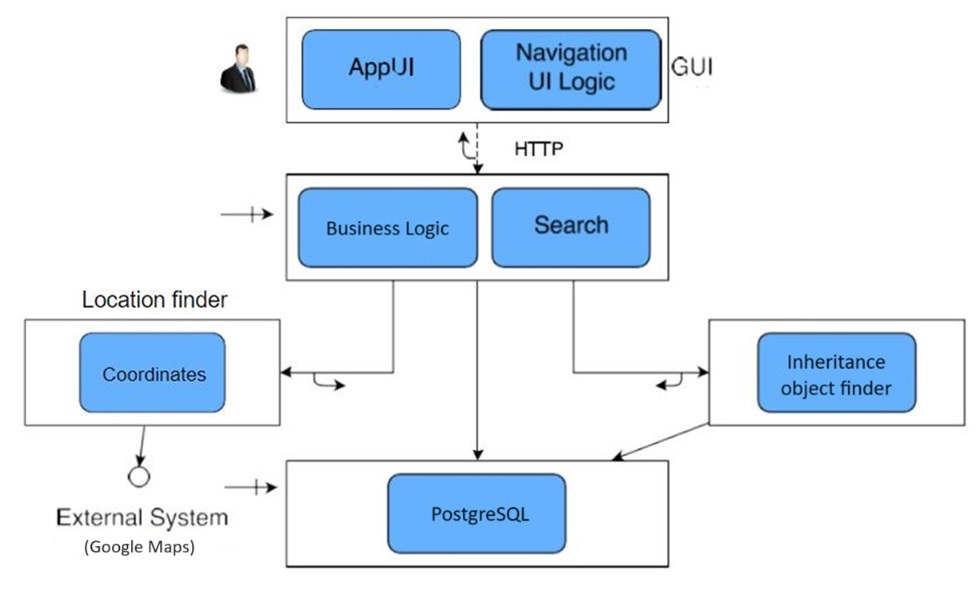 AppUI
Navigation
UI Logic
GUI
HTTP
Business Logic
Search
Location finder
Coordinates
Inheritance
object finder
PostgreSQL
External System
(Google Maps)